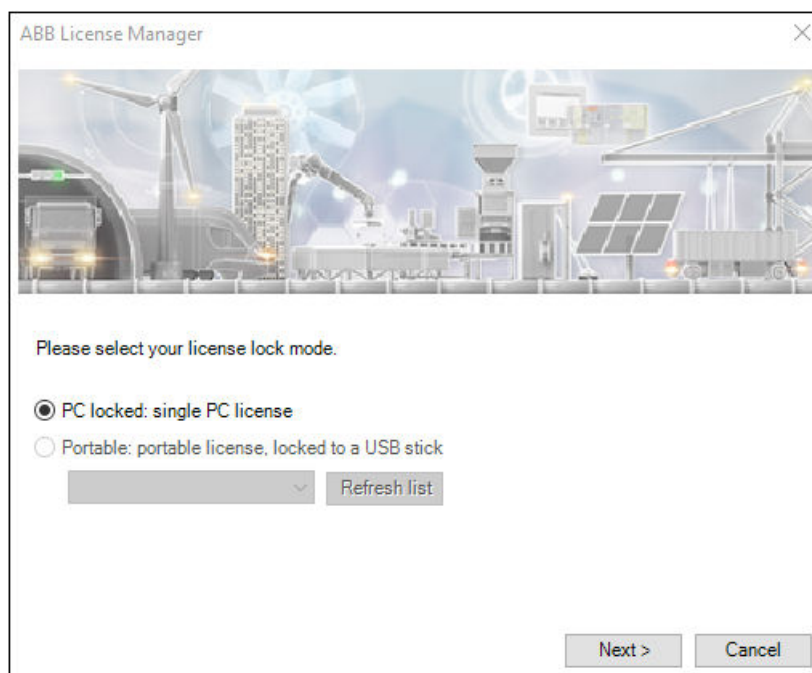 ABB License Manager
Please select your license lock mode.
PC locked: single PC license
Portable: portable license, locked to a USB stick
Refresh list
Next >
Cancel